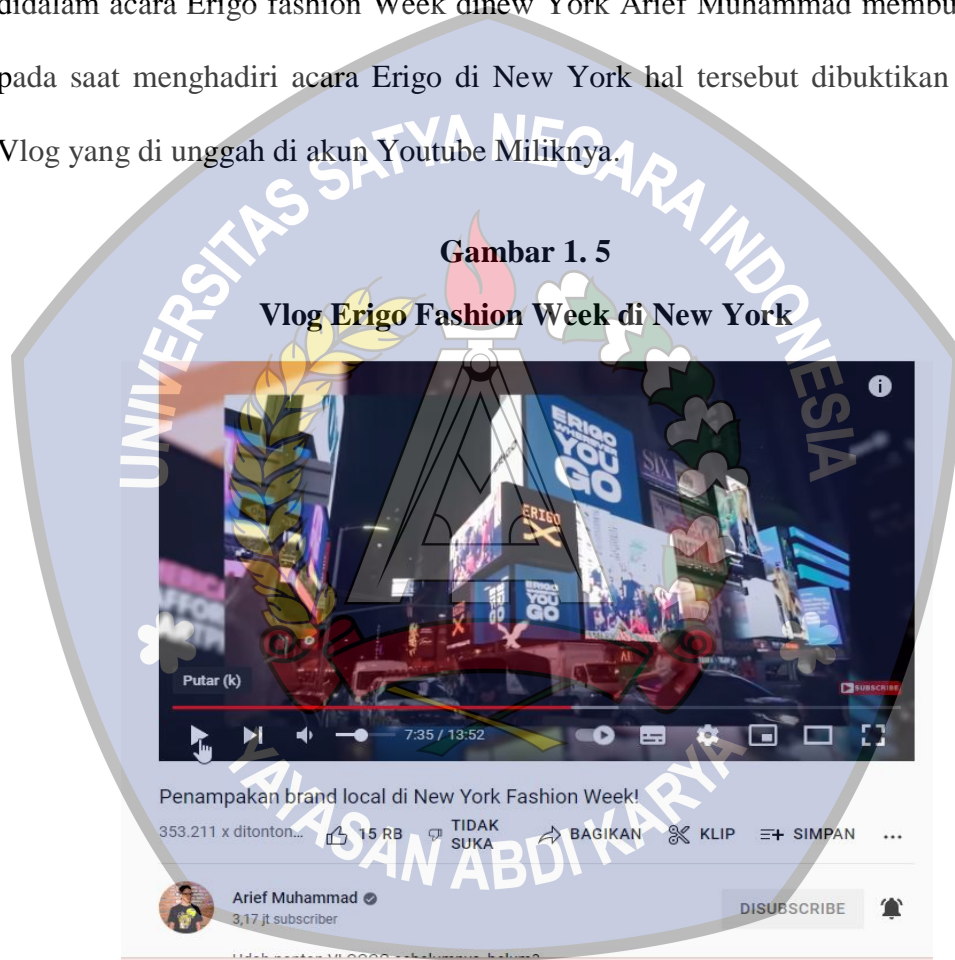 didalam acara Erigo fashion Week dinew York Arief Muhammad
pada saat menghadiri acara Erigo di New York hal tersebut dibuktikan
Vlog yang di unggah di akun Youtube Miliknya.
UNIVERSITAS SATYA NEGARA INDONESIA
Gambar 1. 5
Vlog Erigo Fashion Week di New York
ERIGO
WHEREVER
YOU
GO
SIX
ERIGO
X
YOU
GO
Putar (k)
SUBSCRIBE
7:35 / 13:52
Penampakan brand local di New York Fashion Week!
353.211 x ditonton... 15 RB TIDAK SUKA BAGIKAN KLIP SIMPAN ...
YAYASAN ABDI KARYA
Arief Muhammad
3,17 jt subscriber
DISUBSCRIBE